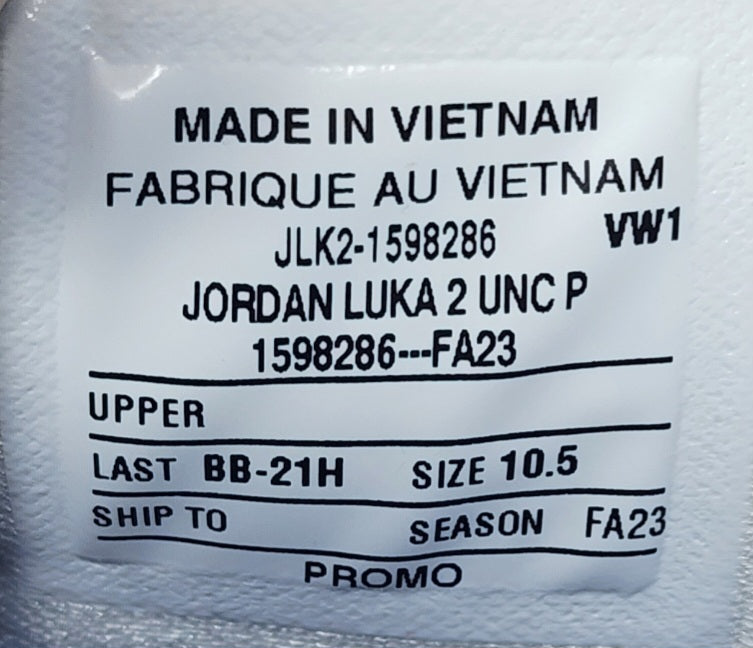 MADE IN VIETNAM
FABRIQUE AU VIETNAM
JLK2-1598286 VW1
JORDAN LUKA 2 UNC P
1598286---FA23
UPPER
LAST BB-21H SIZE 10.5
SHIP TO SEASON FA23
PROMO